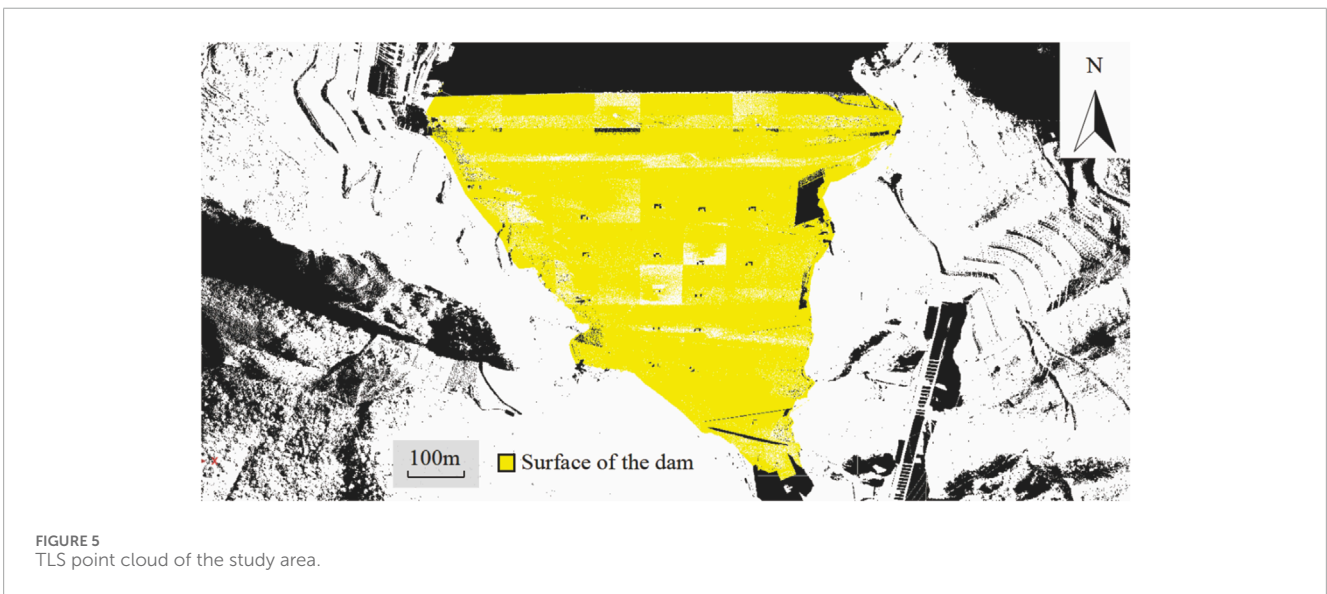 N
100m
Surface of the dam
FIGURE 5
TLS point cloud of the study area.